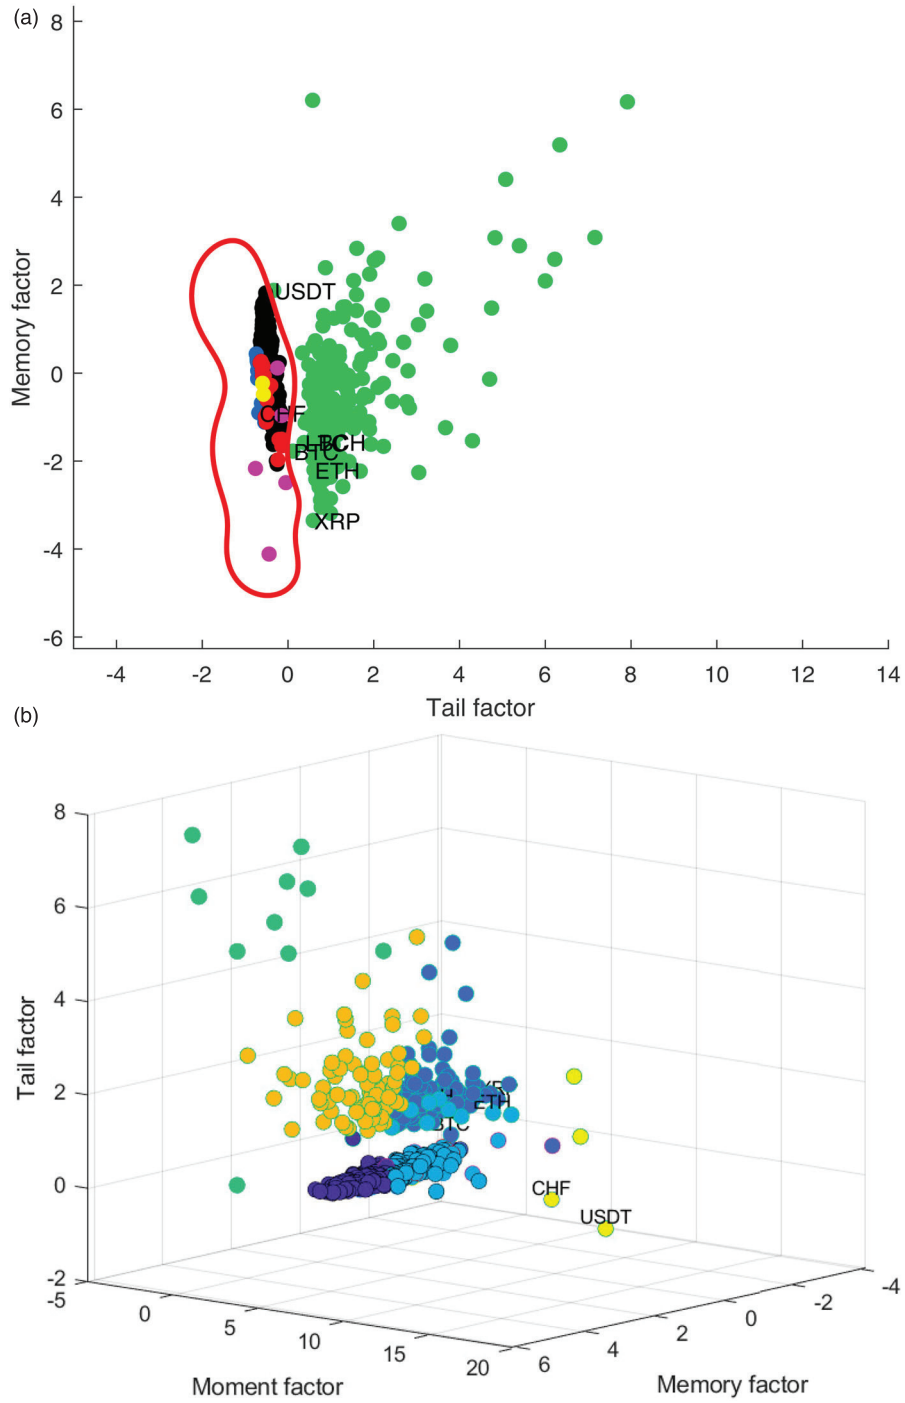 (a)
8
6
4
2
0
-2
-4
-6
Memory factor
USDT
CHF
LTC
BCH
BTC
ETH
XRP
-4 -2 0 2 4 6 8 10 12 14
Tail factor
(b)
8
6
4
2
0
-2
Tail factor
ETH
BTC
CHF
USDT
-5 0 5 10 15 20
Moment factor
6 4 2 0 -2 -4
Memory factor